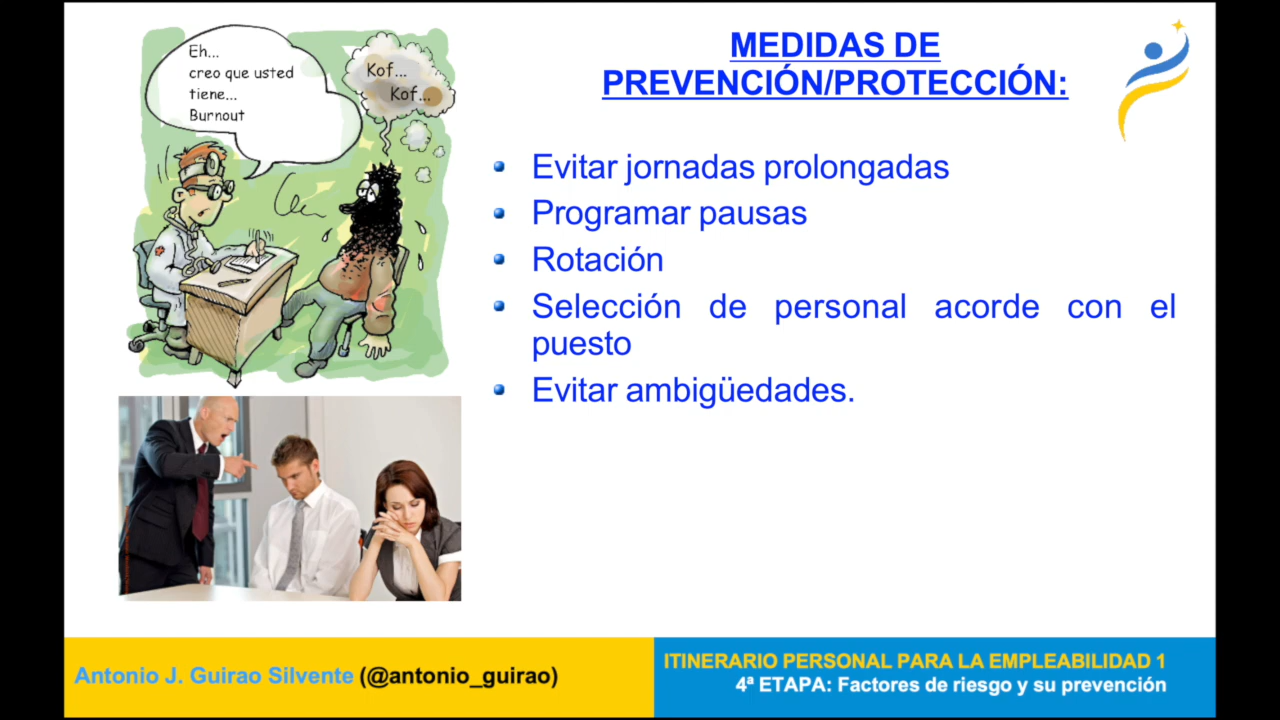 Eh...
creo que usted
tiene...
Burnout
Kof...
Kof...
MEDIDAS DE
PREVENCIÓN/PROTECCIÓN:
• Evitar jornadas prolongadas
• Programar pausas
• Rotación
• Selección de personal acorde con el
puesto
• Evitar ambigüedades.
Antonio J. Guirao Silvente (@antonio_guirao)
ITINERARIO PERSONAL PARA LA EMPLEABILIDAD 1
4ª ETAPA: Factores de riesgo y su prevención